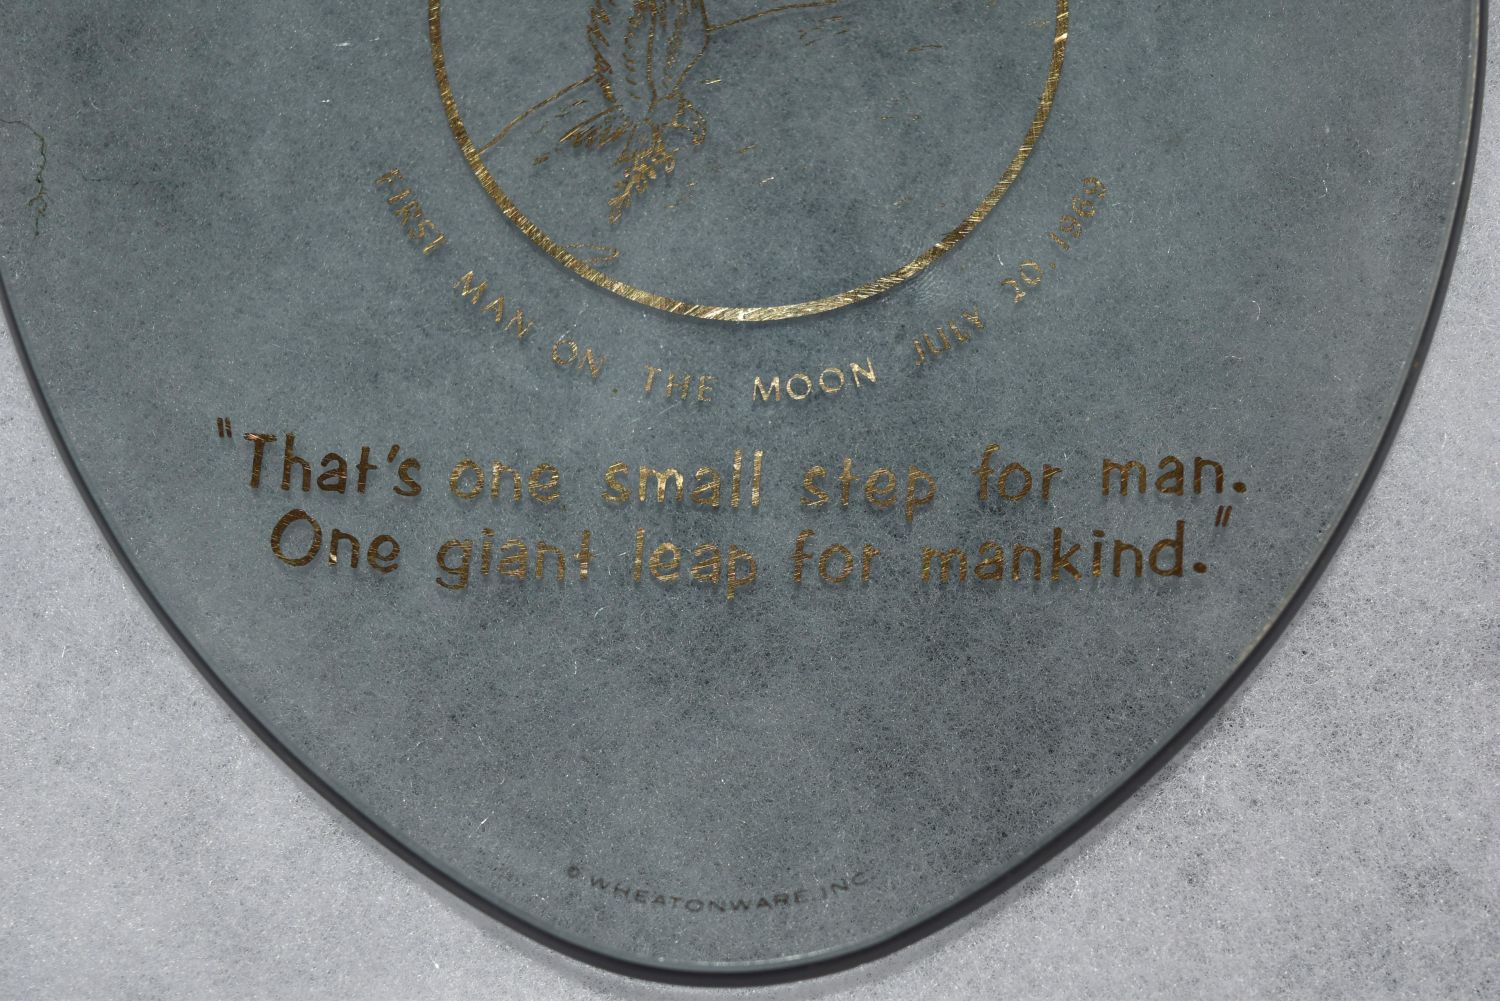 FIRST MAN ON THE MOON JULY 20, 1969
"That's one small step for man.
One giant leap for mankind."
© WHEATONWARE, INC.